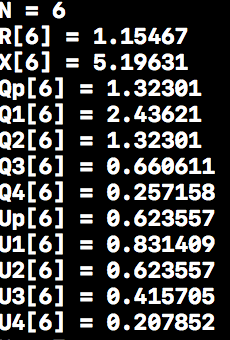 N = 6
R[6] = 1.15467
X[6] = 5.19631
Qp[6] = 1.32301
Q1[6] = 2.43621
Q2[6] = 1.32301
Q3[6] = 0.660611
Q4[6] = 0.257158
Up[6] = 0.623557
U1[6] = 0.831409
U2[6] = 0.623557
U3[6] = 0.415705
U4[6] = 0.207852